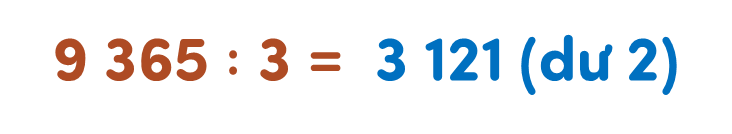 9 365 : 3 = 3 121 (dư 2)